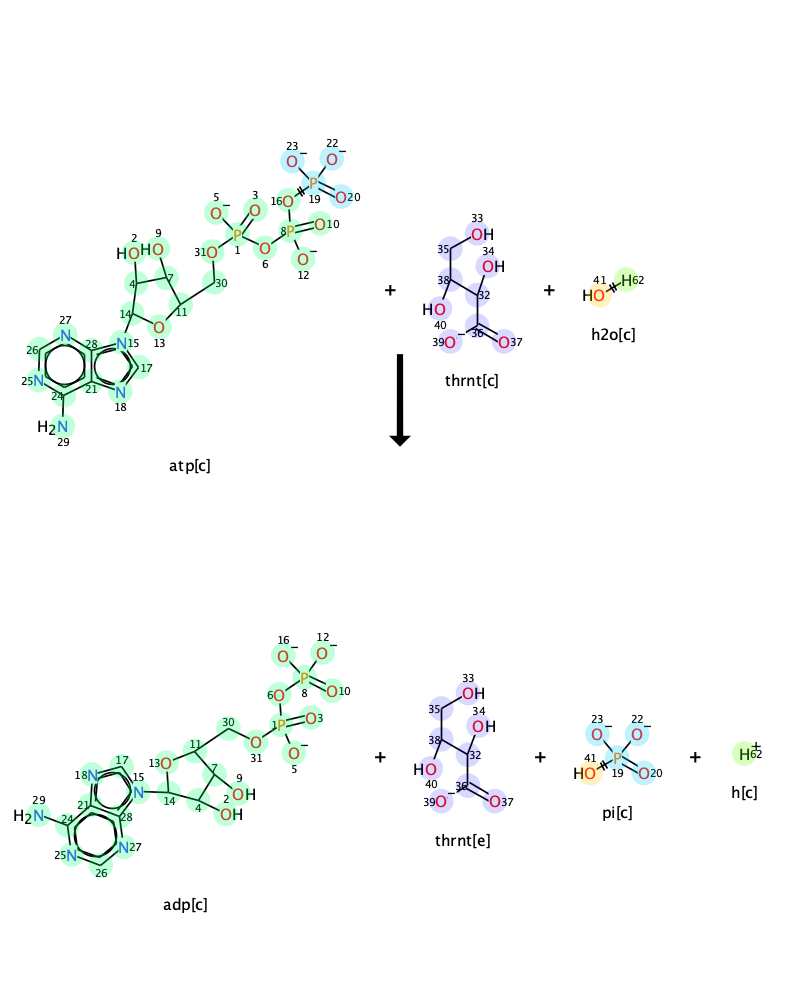 23 22
O⁻ O⁻
5 3 16 O P O 20
O⁻ O 19
2 9 33
HO HO 31 O P O 8 P O 10 OH
1 6 35 34
O⁻ OH
4 7 30 12 38 32 41
14 11 + HO + HO H 62
27 O 40 36
N 28 N 15 13 39 O⁻ O 37 h2o[c]
26 17
25 N N thrnt[c]
24 21 18
H₂N
29
atp[c]
16 12
O⁻ O⁻
33
6 O P O 10 OH
8 35 23 22
30 1 P O 3 34 O⁻ O⁻
OH
11 O O⁻ 38 32 41
17 13 O 31 5 + + HO P O 20 + H⁺ 62
18 N 15 7 9 HO 36 19
29 N OH 40
H₂N 21 14 4 2 39 O⁻ O 37 h[c]
24 28 OH pi[c]
25 N N 27 thrnt[e]
26
adp[c]